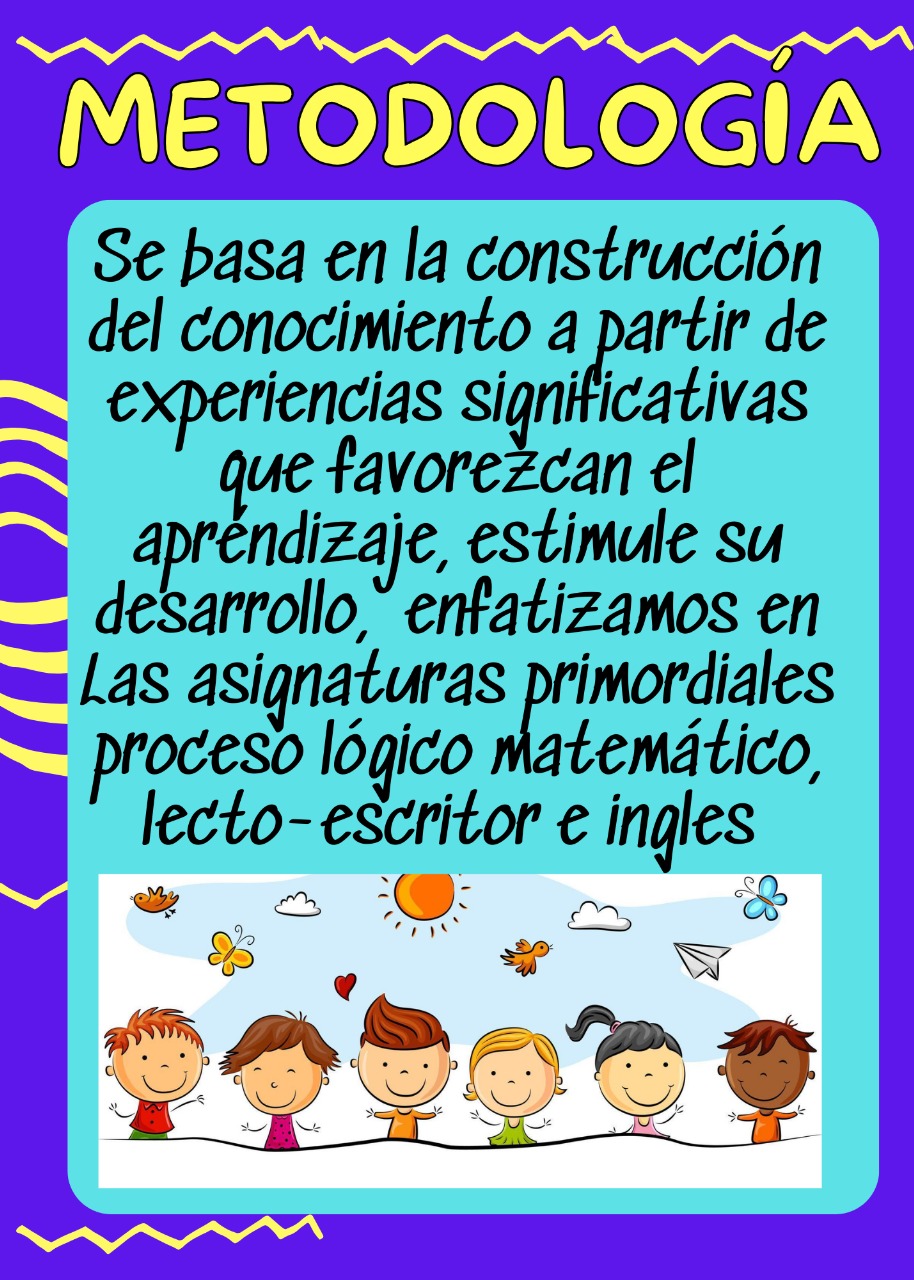 METODOLOGÍA
Se basa en la construcción
del conocimiento a partir de
experiencias significativas
que favorezcan el
aprendizaje, estimule su
desarrollo, enfatizamos en
Las asignaturas primordiales
proceso lógico matemático,
lecto-escritor e ingles